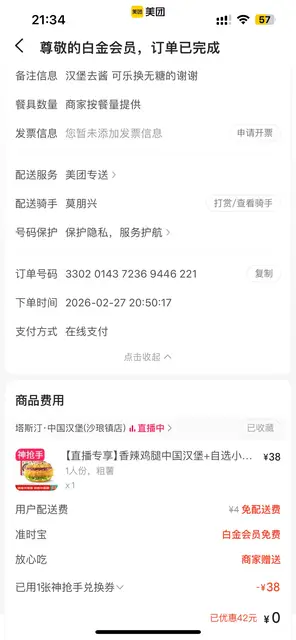 21:34
美团
57
尊敬的白金会员，订单已完成
备注信息 汉堡去酱 可乐换无糖的谢谢
餐具数量 商家按餐量提供
发票信息 您暂未添加发票信息 申请开票
配送服务 美团专送
配送骑手 莫朋兴 打赏/查看骑手
号码保护 保护隐私，服务护航
订单号码 3302 0143 7236 9446 221 复制
下单时间 2026-02-27 20:50:17
支付方式 在线支付
点击收起
商品费用
塔斯汀·中国汉堡(沙琅镇店) 直播中 已收藏
神抢手
【直播专享】香辣鸡腿中国汉堡+自选小... ¥38
1人份，粗薯
x1
用户配送费 ¥4 免配送费
准时宝 白金会员免费
放心吃 商家赠送
已用1张神抢手兑换券 -¥38
已优惠42元 ¥0